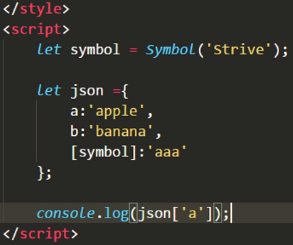 </style>
<script>
let symbol = Symbol('Strive');
let json ={
a:'apple',
b:'banana',
[symbol]:'aaa'
};
console.log(json['a']);
</script>